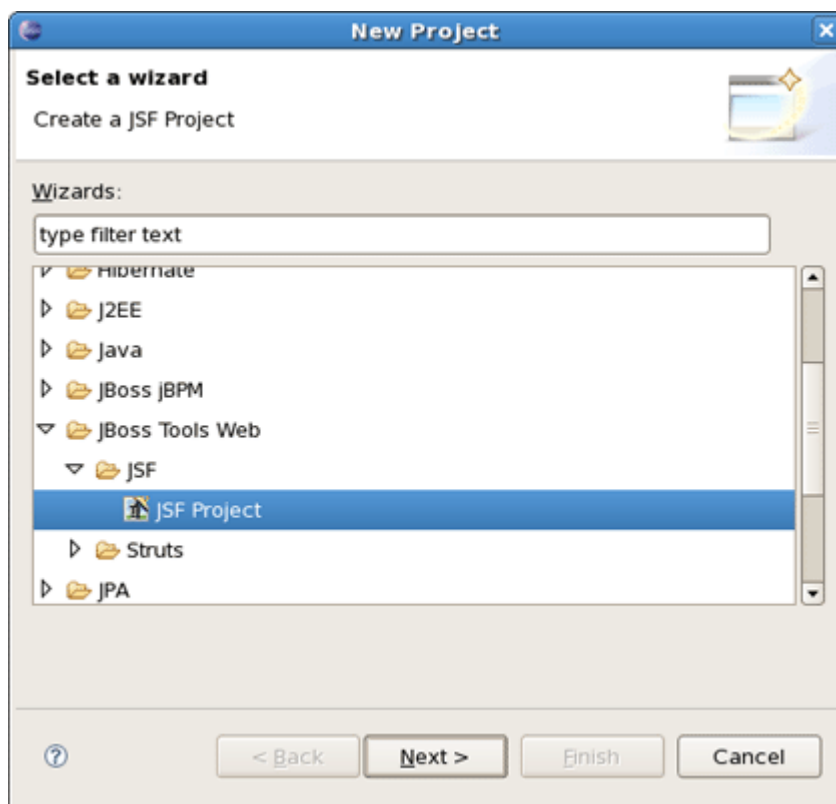 New Project
Select a wizard
Create a JSF Project
Wizards:
type filter text
Hibernate
J2EE
Java
JBoss jBPM
JBoss Tools Web
JSF
JSF Project
Struts
JPA
< Back Next > Finish Cancel